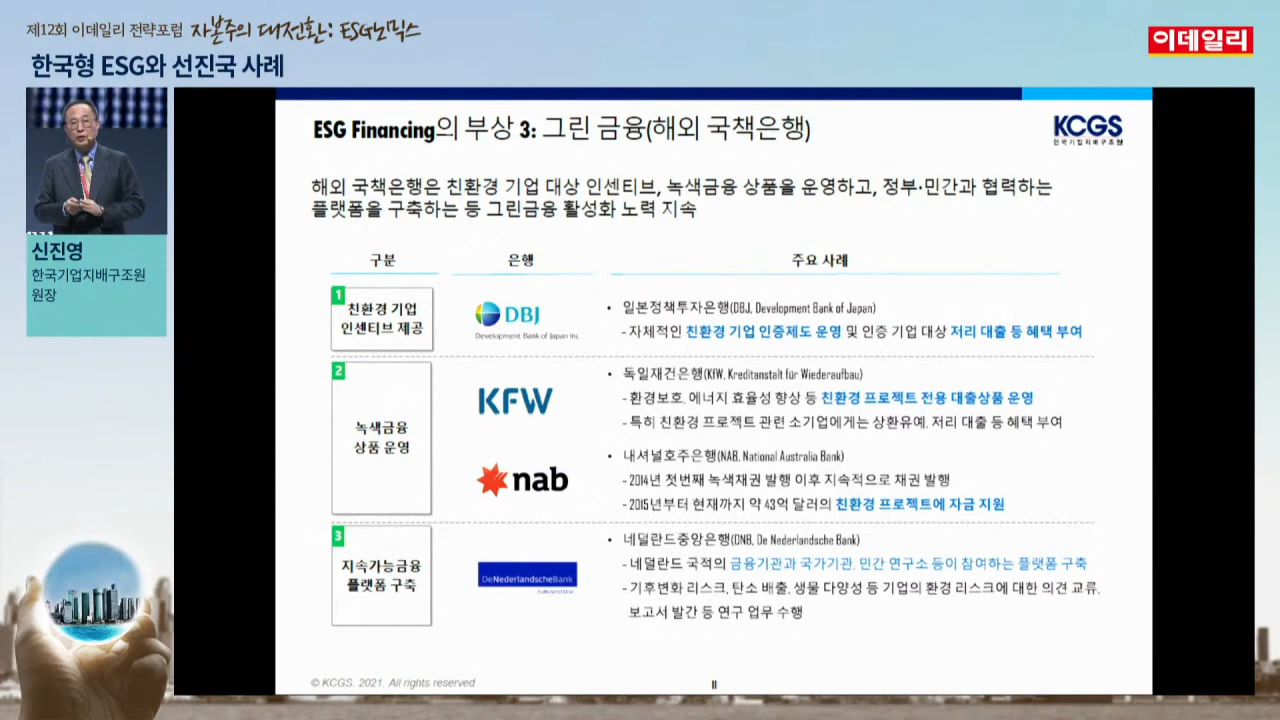 제12회 이데일리 전략포럼 자본주의 대전환: ESG노믹스
이데일리
한국형 ESG와 선진국 사례
신진영
한국기업지배구조원
원장
ESG Financing의 부상 3: 그린 금융(해외 국책은행)
KCGS
한국기업지배구조원
해외 국책은행은 친환경 기업 대상 인센티브, 녹색금융 상품을 운영하고, 정부·민간과 협력하는
플랫폼을 구축하는 등 그린금융 활성화 노력 지속
구분 은행 주요 사례
1
친환경 기업
인센티브 제공
DBJ
Development Bank of Japan Inc.
• 일본정책투자은행(DBJ, Development Bank of Japan)
- 자체적인 친환경 기업 인증제도 운영 및 인증 기업 대상 저리 대출 등 혜택 부여
2
녹색금융
상품 운영
KFW
• 독일재건은행(KfW, Kreditanstalt für Wiederaufbau)
- 환경보호, 에너지 효율성 향상 등 친환경 프로젝트 전용 대출상품 운영
- 특히 친환경 프로젝트 관련 소기업에게는 상환유예, 저리 대출 등 혜택 부여
nab
• 내셔널호주은행(NAB, National Australia Bank)
- 2014년 첫번째 녹색채권 발행 이후 지속적으로 채권 발행
- 2015년부터 현재까지 약 43억 달러의 친환경 프로젝트에 자금 지원
3
지속가능금융
플랫폼 구축
DeNederlandscheBank
EUROSYSTEEM
• 네덜란드중앙은행(DNB, De Nederlandsche Bank)
- 네덜란드 국적의 금융기관과 국가기관, 민간 연구소 등이 참여하는 플랫폼 구축
- 기후변화 리스크, 탄소 배출, 생물 다양성 등 기업의 환경 리스크에 대한 의견 교류,
보고서 발간 등 연구 업무 수행
© KCGS. 2021. All rights reserved
11